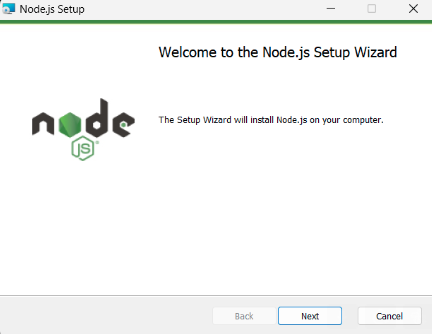 Node.js Setup
Welcome to the Node.js Setup Wizard
node
JS
The Setup Wizard will install Node.js on your computer.
Back
Next
Cancel